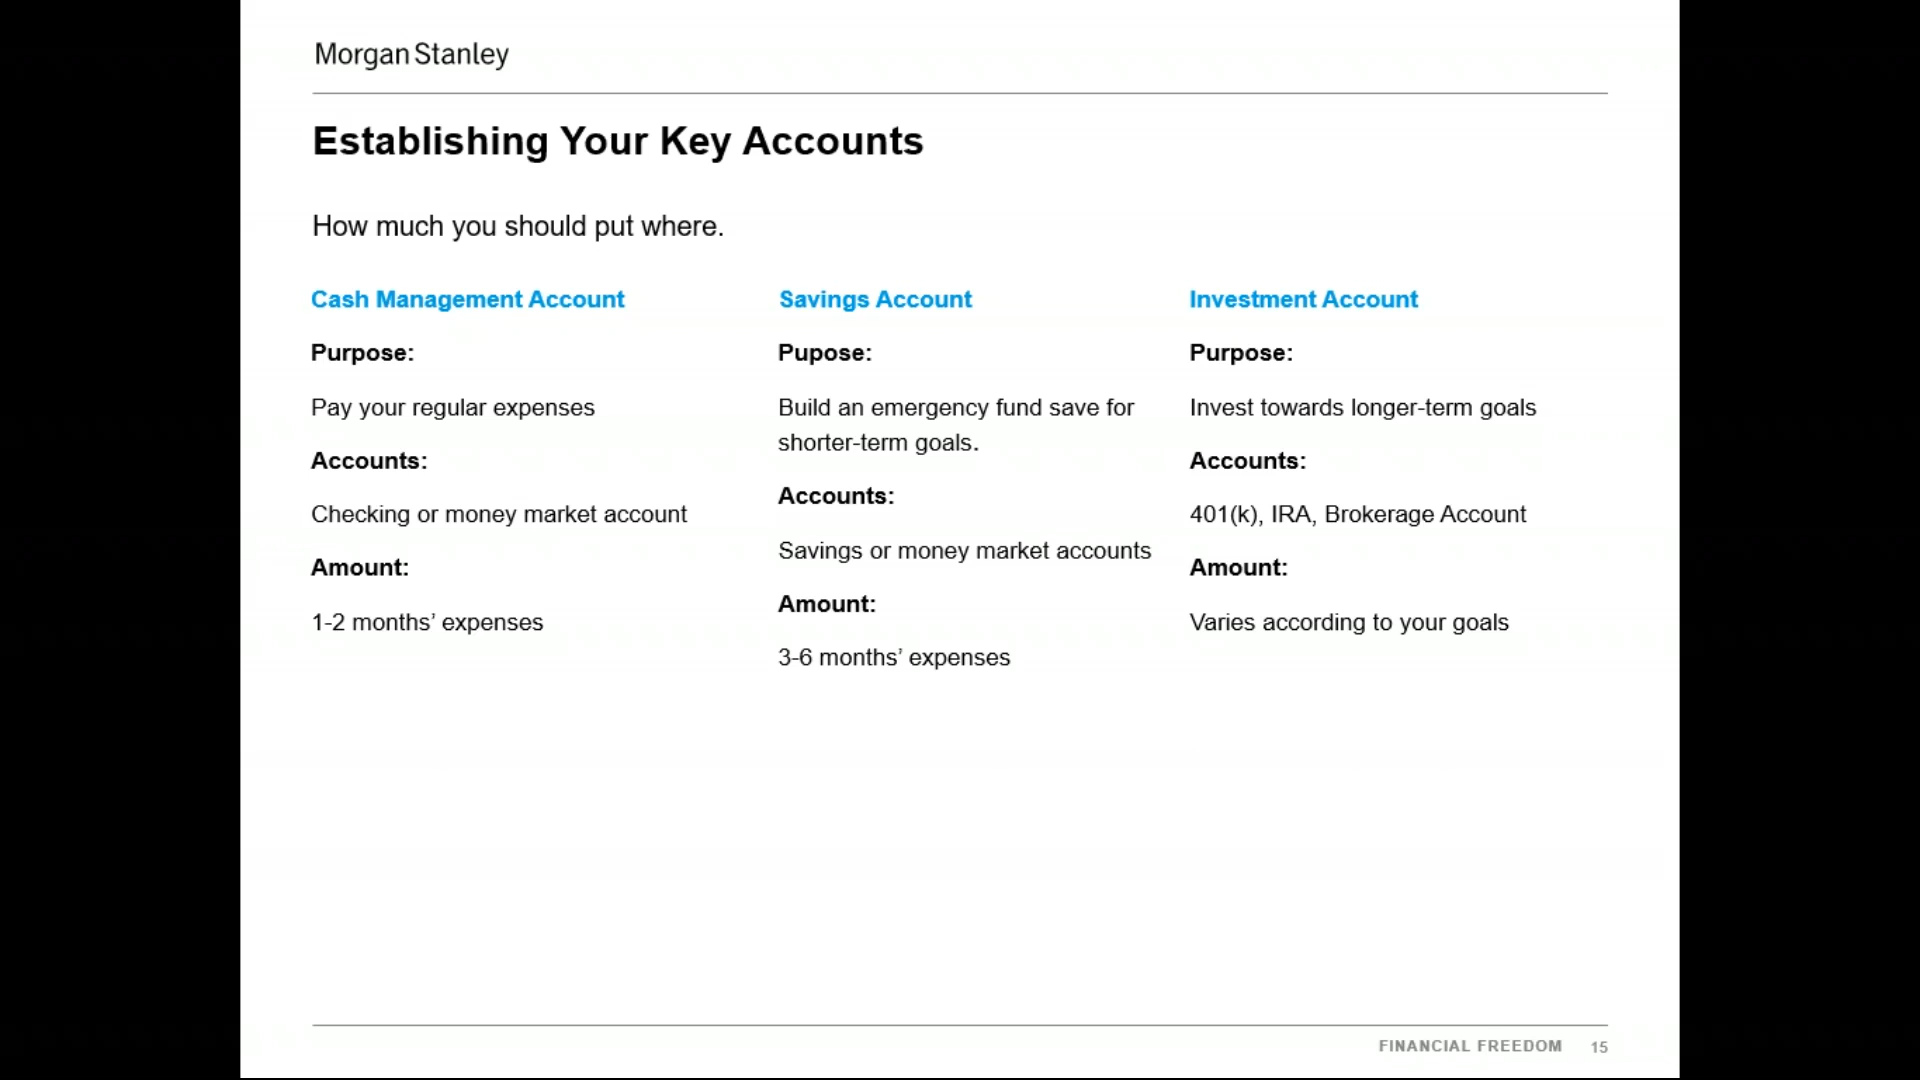 Morgan Stanley
Establishing Your Key Accounts
How much you should put where.
Cash Management Account
Purpose:
Pay your regular expenses
Accounts:
Checking or money market account
Amount:
1-2 months’ expenses
Savings Account
Pupose:
Build an emergency fund save for
shorter-term goals.
Accounts:
Savings or money market accounts
Amount:
3-6 months’ expenses
Investment Account
Purpose:
Invest towards longer-term goals
Accounts:
401(k), IRA, Brokerage Account
Amount:
Varies according to your goals
FINANCIAL FREEDOM 15